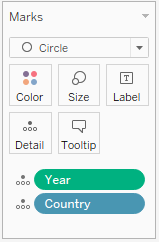 Marks
Circle
Color Size Label
Detail Tooltip
Year
Country